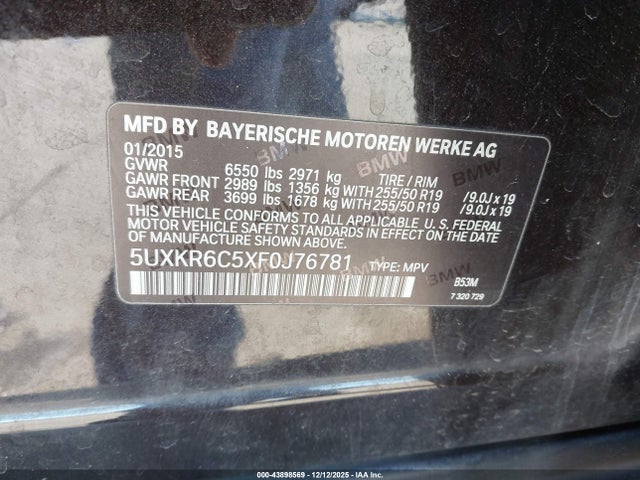 MFD BY BAYERISCHE MOTOREN WERKE AG
01/2015
GVWR 6550 lbs 2971 kg TIRE / RIM
GAWR FRONT 2989 lbs 1356 kg WITH 255/50 R19 / 9.0J x 19
GAWR REAR 3699 lbs 1678 kg WITH 255/50 R19 / 9.0J x 19
THIS VEHICLE CONFORMS TO ALL APPLICABLE U.S. FEDERAL
MOTOR VEHICLE SAFETY STANDARDS IN EFFECT ON THE DATE
OF MANUFACTURE SHOWN ABOVE.
5UXKR6C5XF0J76781 TYPE: MPV
B53M
7 320 729
000-43898569 - 12/12/2025 - IAA Inc.